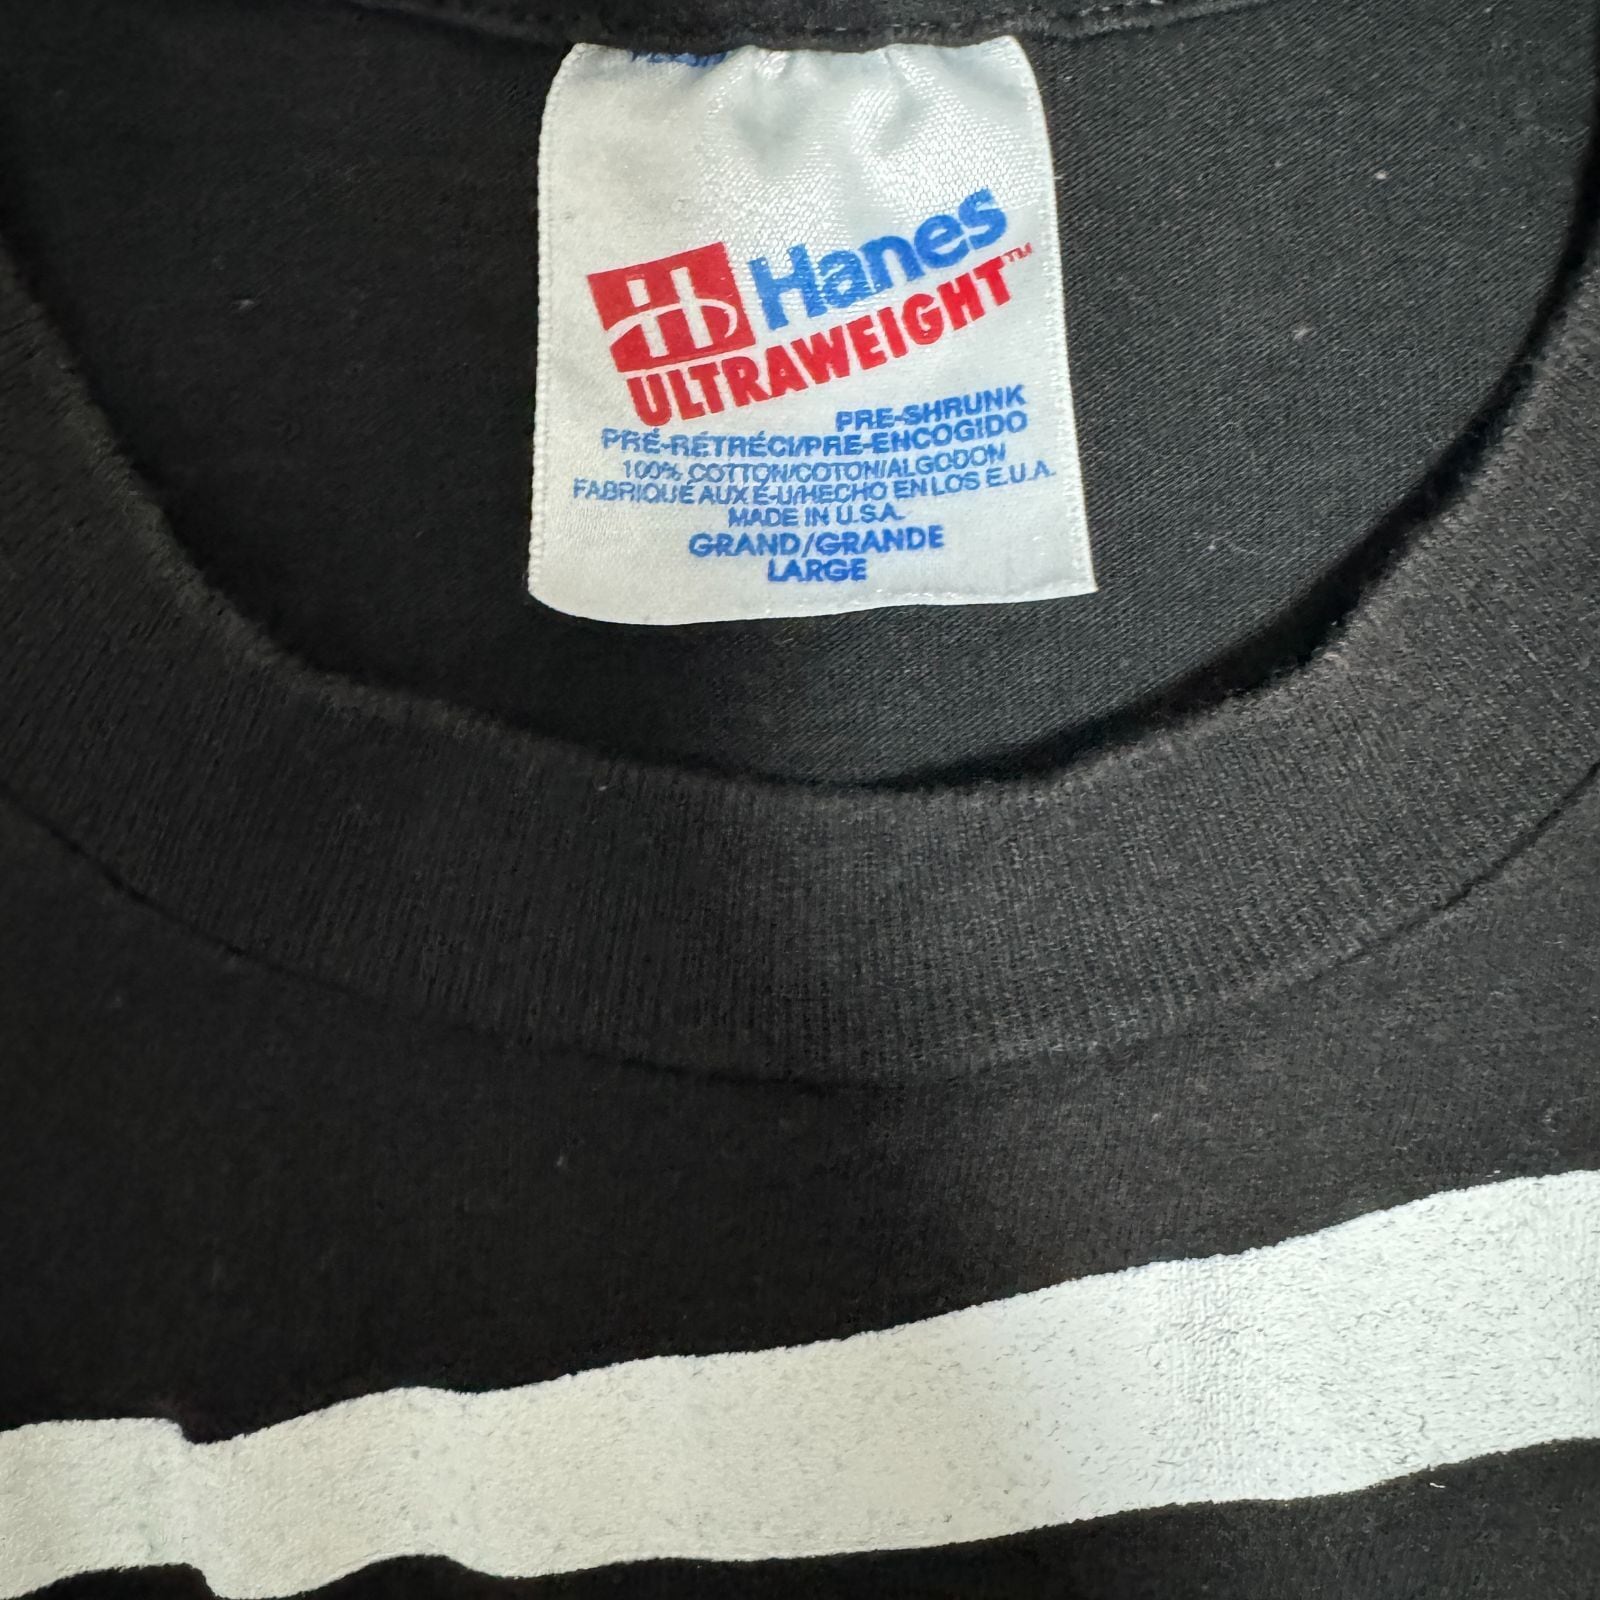 Hanes
ULTRAWEIGHT™
PRE-SHRUNK
PRÉ-RÉTRÉCI/PRE-ENCOGIDO
100% COTTON/COTON/ALGODON
FABRIQUÉ AUX É-U/HECHO EN LOS E.U.A.
MADE IN U.S.A.
GRAND/GRANDE
LARGE